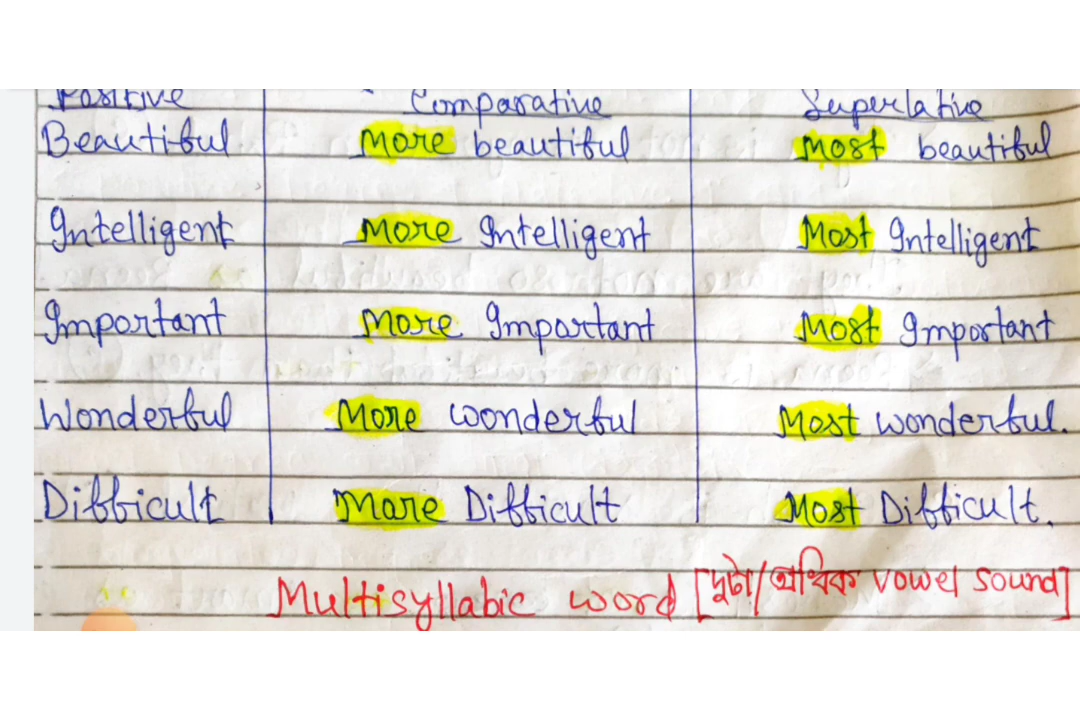 Positive Comparative Superlative
Beautiful More beautiful Most beautiful
Intelligent More Intelligent Most Intelligent
Important More Important Most Important
Wonderful More wonderful Most wonderful.
Difficult More Difficult Most Difficult.
Multisyllabic word [দুটা/অধিক vowel sound]